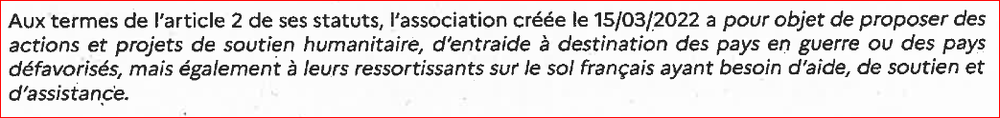 Aux termes de l'article 2 de ses statuts, l'association créée le 15/03/2022 a pour objet de proposer des
actions et projets de soutien humanitaire, d'entraide à destination des pays en guerre ou des pays
défavorisés, mais également à leurs ressortissants sur le sol français ayant besoin d'aide, de soutien et
d'assistance.